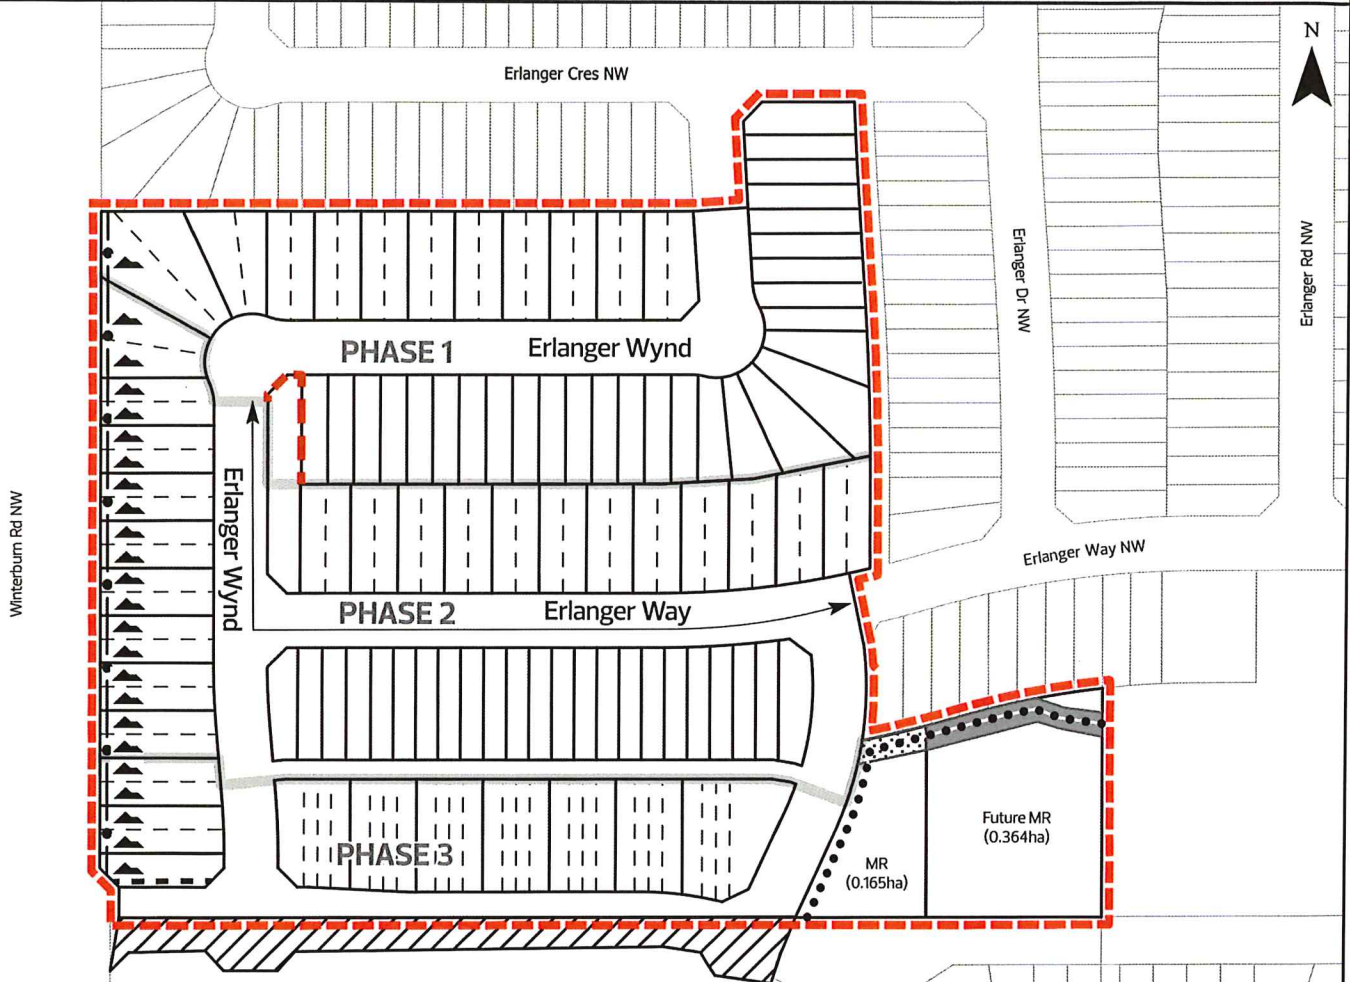 N
Erlanger Cres NW
Erlanger Dr NW
Erlanger Rd NW
PHASE 1
Erlanger Wynd
Erlanger Wynd
Winterburn Rd NW
Erlanger Way NW
PHASE 2
Erlanger Way
Future MR
(0.364ha)
PHASE 3
MR
(0.165ha)